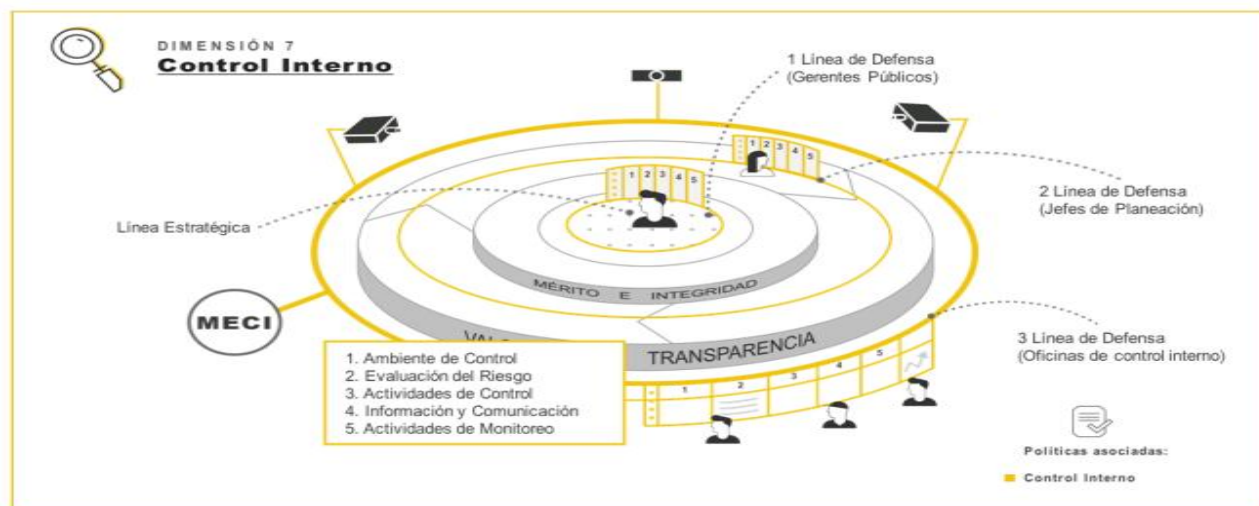 DIMENSIÓN 7
Control Interno
1 Línea de Defensa
(Gerentes Públicos)
1 2 3 4 5
1 2 3 4 5
2 Línea de Defensa
(Jefes de Planeación)
Línea Estratégica
MÉRITO E INTEGRIDAD
MECI
TRANSPARENCIA
3 Línea de Defensa
(Oficinas de control interno)
1. Ambiente de Control
2. Evaluación del Riesgo
3. Actividades de Control
4. Información y Comunicación
5. Actividades de Monitoreo
1 2 3 4 5
Políticas asociadas:
Control Interno